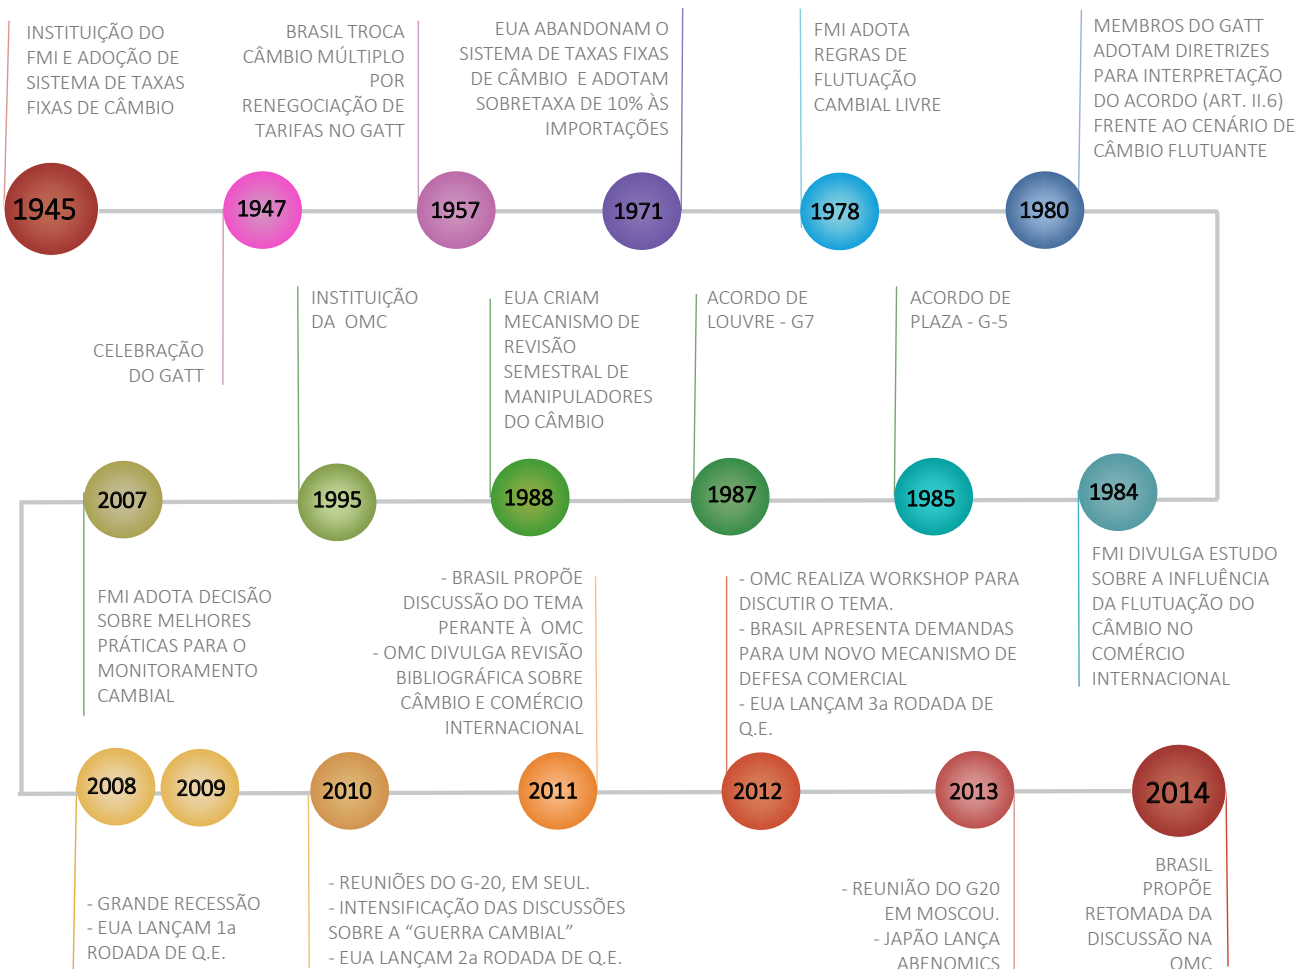 INSTITUIÇÃO DO
FMI E ADOÇÃO DE
SISTEMA DE TAXAS
FIXAS DE CÂMBIO
BRASIL TROCA
CÂMBIO MÚLTIPLO
POR
RENEGOCIAÇÃO DE
TARIFAS NO GATT
EUA ABANDONAM O
SISTEMA DE TAXAS FIXAS
DE CÂMBIO E ADOTAM
SOBRETAXA DE 10% ÀS
IMPORTAÇÕES
FMI ADOTA
REGRAS DE
FLUTUAÇÃO
CAMBIAL LIVRE
MEMBROS DO GATT
ADOTAM DIRETRIZES
PARA INTERPRETAÇÃO
DO ACORDO (ART. II.6)
FRENTE AO CENÁRIO DE
CÂMBIO FLUTUANTE
1945
1947
1957
1971
1978
1980
CELEBRAÇÃO
DO GATT
INSTITUIÇÃO
DA OMC
EUA CRIAM
MECANISMO DE
REVISÃO
SEMESTRAL DE
MANIPULADORES
DO CÂMBIO
ACORDO DE
LOUVRE - G7
ACORDO DE
PLAZA - G-5
2007
1995
1988
1987
1985
1984
FMI ADOTA DECISÃO
SOBRE MELHORES
PRÁTICAS PARA O
MONITORAMENTO
CAMBIAL
- BRASIL PROPÕE
DISCUSSÃO DO TEMA
PERANTE À OMC
- OMC DIVULGA REVISÃO
BIBLIOGRÁFICA SOBRE
CÂMBIO E COMÉRCIO
INTERNACIONAL
- OMC REALIZA WORKSHOP PARA
DISCUTIR O TEMA.
- BRASIL APRESENTA DEMANDAS
PARA UM NOVO MECANISMO DE
DEFESA COMERCIAL
- EUA LANÇAM 3a RODADA DE
Q.E.
FMI DIVULGA ESTUDO
SOBRE A INFLUÊNCIA
DA FLUTUAÇÃO DO
CÂMBIO NO
COMÉRCIO
INTERNACIONAL
2008
2009
2010
2011
2012
2013
2014
- GRANDE RECESSÃO
- EUA LANÇAM 1a
RODADA DE Q.E.
- REUNIÕES DO G-20, EM SEUL.
- INTENSIFICAÇÃO DAS DISCUSSÕES
SOBRE A “GUERRA CAMBIAL”
- EUA LANÇAM 2a RODADA DE Q.E.
- REUNIÃO DO G20
EM MOSCOU.
- JAPÃO LANÇA
ABENOMICS
BRASIL
PROPÕE
RETOMADA DA
DISCUSSÃO NA
OMC